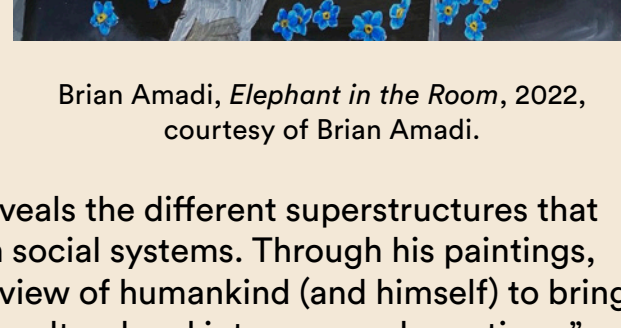 Brian Amadi, Elephant in the Room, 2022,
courtesy of Brian Amadi.
the different superstructures that
social systems. Through his paintings,
view of humankind (and himself) to bring